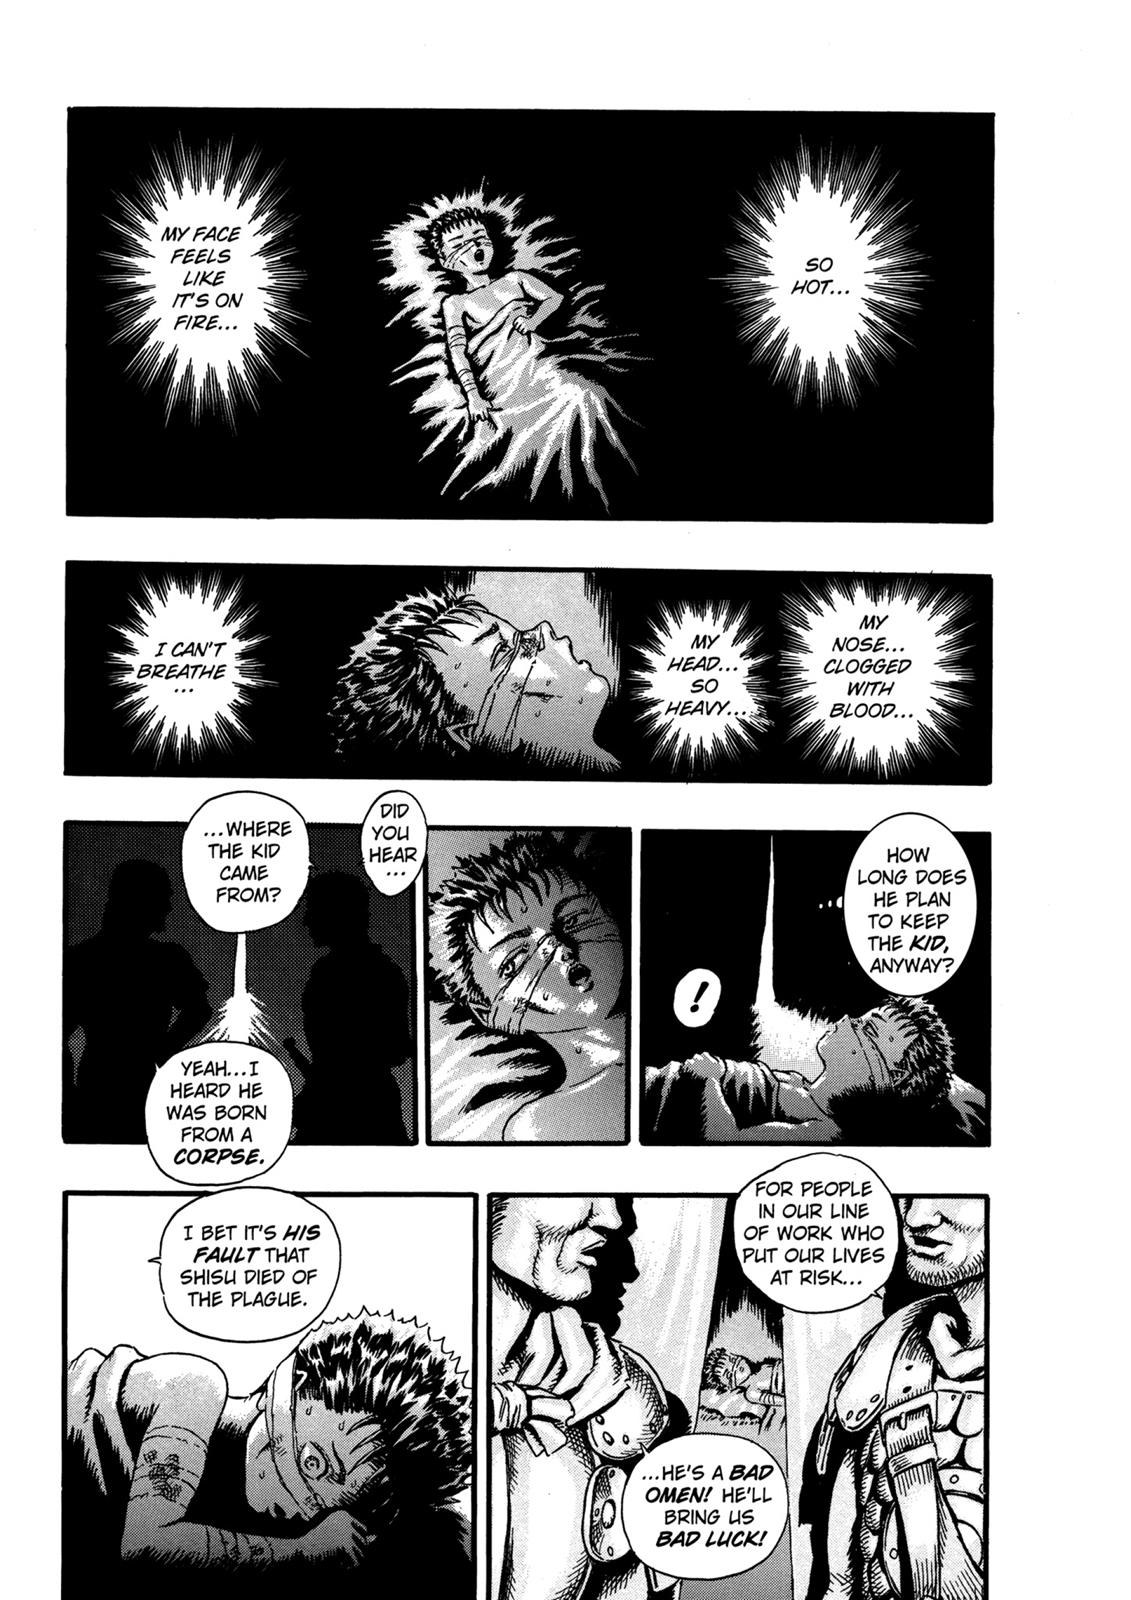 SO
HOT...
MY FACE
FEELS
LIKE
IT'S ON
FIRE...
MY
NOSE...
CLOGGED
WITH
BLOOD...
MY
HEAD...
SO
HEAVY...
I CAN'T
BREATHE
...
...
HOW
LONG DOES
HE PLAN
TO KEEP
THE KID,
ANYWAY?
!
DID
YOU
HEAR
...
...WHERE
THE KID
CAME
FROM?
YEAH...I
HEARD HE
WAS BORN
FROM A
CORPSE.
FOR PEOPLE
IN OUR LINE
OF WORK WHO
PUT OUR LIVES
AT RISK...
...HE'S A BAD
OMEN! HE'LL
BRING US
BAD LUCK!
I BET IT'S HIS
FAULT THAT
SHISU DIED OF
THE PLAGUE.